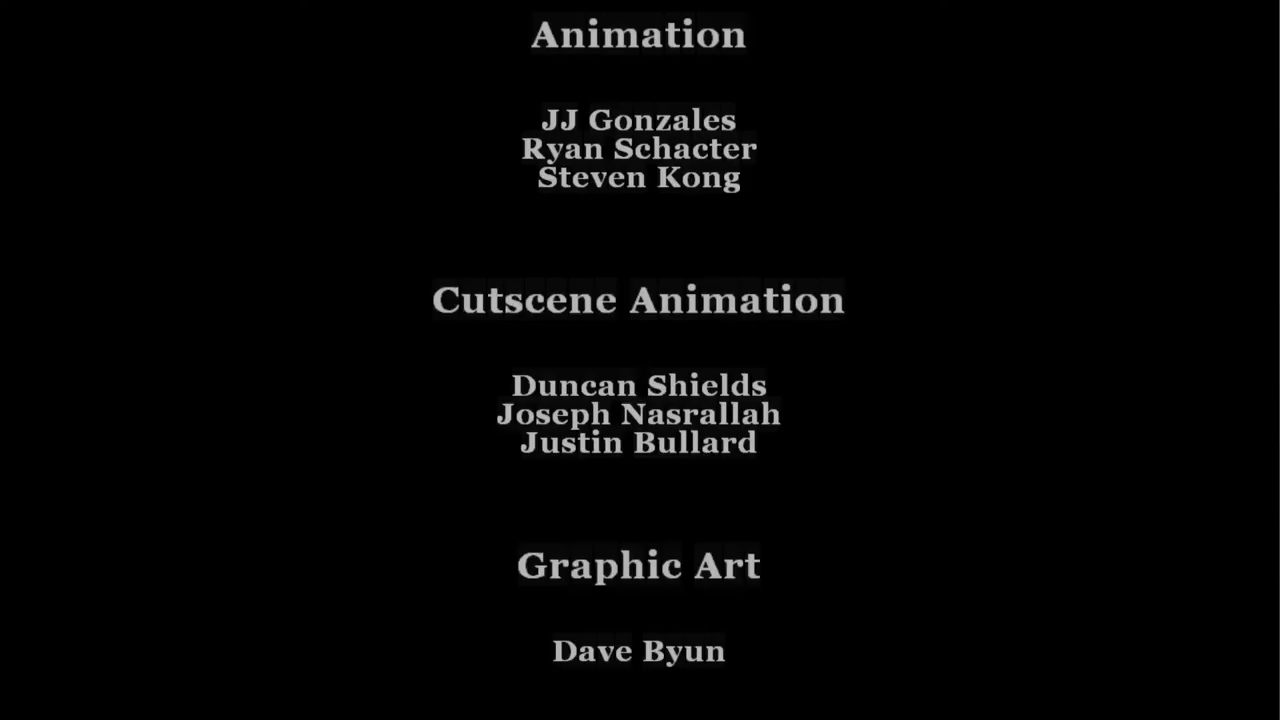 Animation
JJ Gonzales
Ryan Schacter
Steven Kong
Cutscene Animation
Duncan Shields
Joseph Nasrallah
Justin Bullard
Graphic Art
Dave Byun